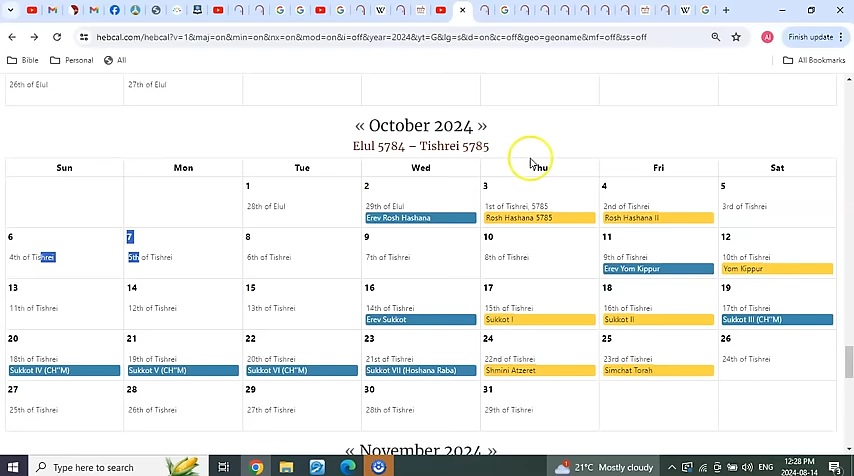 hebcal.com/hebcal?v=1&maj=on&min=on&nx=on&mod=on&i=off&year=2024&yt=G&lg=s&d=on&c=off&geo=geoname&mf=off&ss=off
Finish update
Bible Personal All All Bookmarks
26th of Elul 27th of Elul
« October 2024 »
Elul 5784 – Tishrei 5785
Sun Mon Tue Wed Thu Fri Sat
1 2 3 4 5
28th of Elul 29th of Elul 1st of Tishrei, 5785 2nd of Tishrei 3rd of Tishrei
Erev Rosh Hashana Rosh Hashana 5785 Rosh Hashana II
6 7 8 9 10 11 12
4th of Tishrei 5th of Tishrei 6th of Tishrei 7th of Tishrei 8th of Tishrei 9th of Tishrei 10th of Tishrei
Erev Yom Kippur Yom Kippur
13 14 15 16 17 18 19
11th of Tishrei 12th of Tishrei 13th of Tishrei 14th of Tishrei 15th of Tishrei 16th of Tishrei 17th of Tishrei
Erev Sukkot Sukkot I Sukkot II Sukkot III (CH"M)
20 21 22 23 24 25 26
18th of Tishrei 19th of Tishrei 20th of Tishrei 21st of Tishrei 22nd of Tishrei 23rd of Tishrei 24th of Tishrei
Sukkot IV (CH"M) Sukkot V (CH"M) Sukkot VI (CH"M) Sukkot VII (Hoshana Raba) Shmini Atzeret Simchat Torah
27 28 29 30 31
25th of Tishrei 26th of Tishrei 27th of Tishrei 28th of Tishrei 29th of Tishrei
« November 2024 »
Type here to search 21°C Mostly cloudy ENG 12:28 PM
2024-08-14